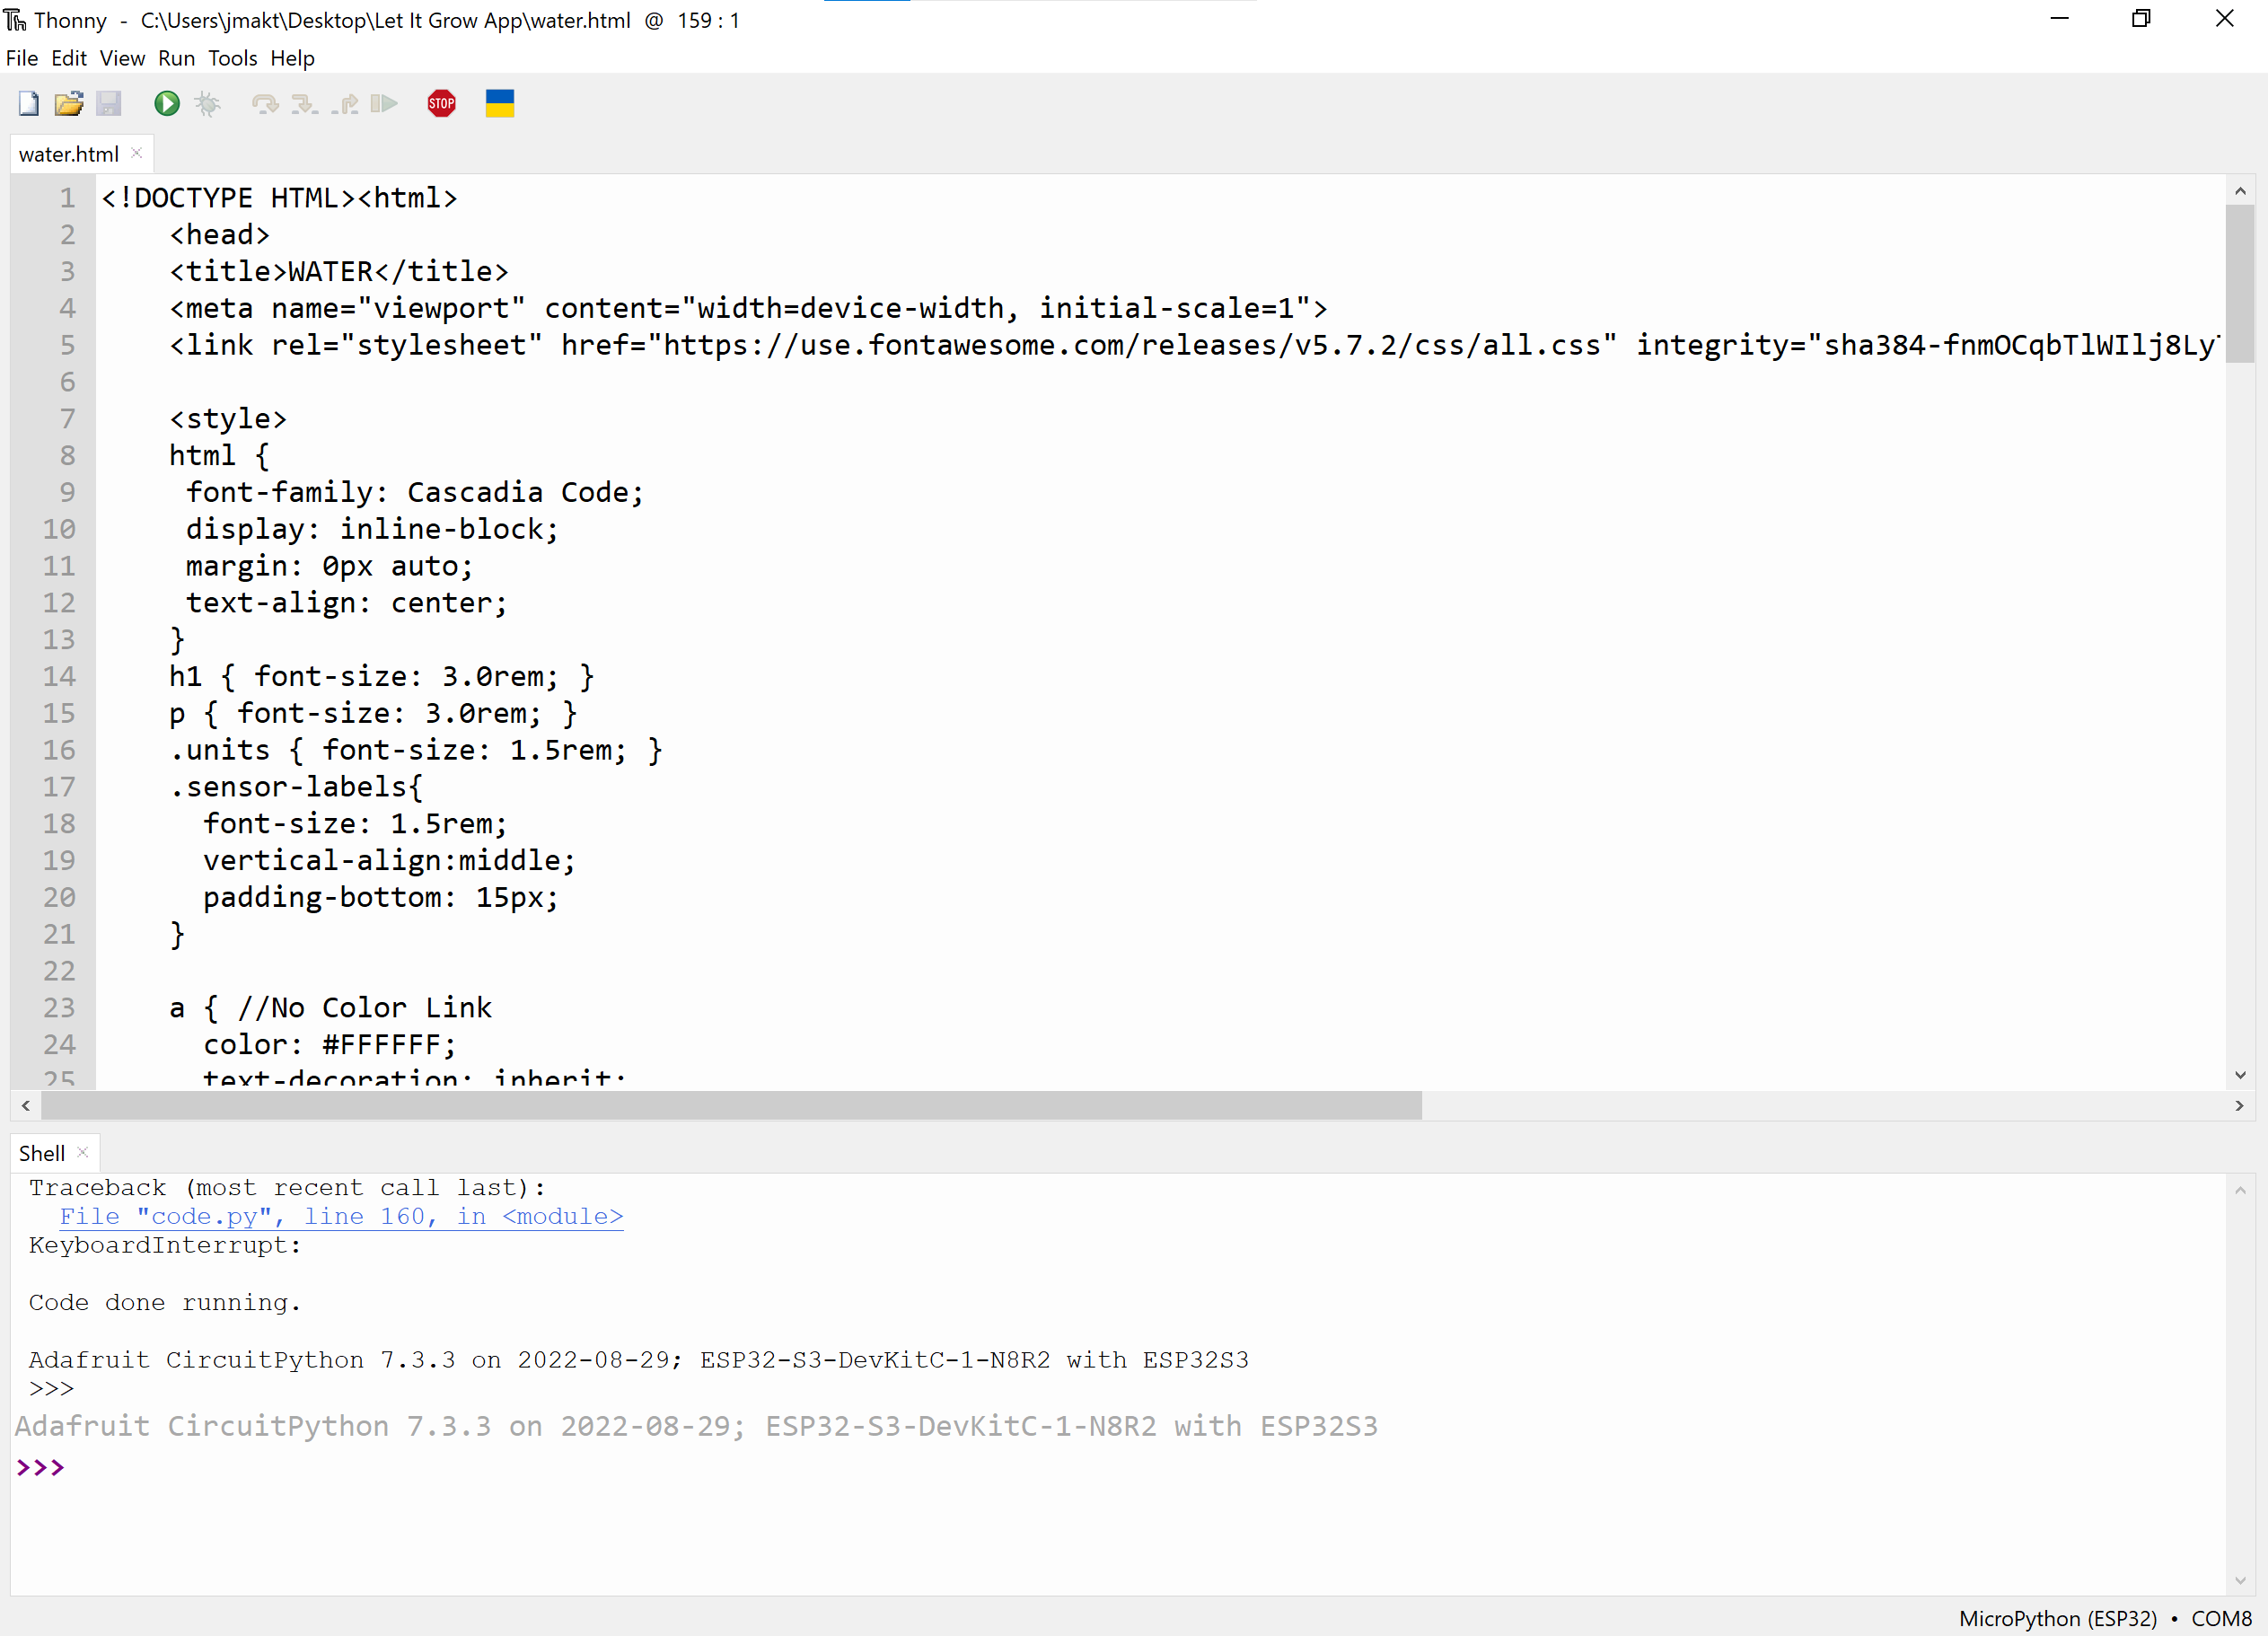 Thonny - C:\Users\jmakt\Desktop\Let It Grow App\water.html @ 159 : 1
File Edit View Run Tools Help
STOP
water.html
1 <!DOCTYPE HTML><html>
2 <head>
3 <title>WATER</title>
4 <meta name="viewport" content="width=device-width, initial-scale=1">
5 <link rel="stylesheet" href="https://use.fontawesome.com/releases/v5.7.2/css/all.css" integrity="sha384-fnmOCqbTlWIlj8Ly
6
7 <style>
8 html {
9 font-family: Cascadia Code;
10 display: inline-block;
11 margin: 0px auto;
12 text-align: center;
13 }
14 h1 { font-size: 3.0rem; }
15 p { font-size: 3.0rem; }
16 .units { font-size: 1.5rem; }
17 .sensor-labels{
18 font-size: 1.5rem;
19 vertical-align:middle;
20 padding-bottom: 15px;
21 }
22
23 a { //No Color Link
24 color: #FFFFFF;
25 text-decoration: inherit;
Shell
Traceback (most recent call last):
File "code.py", line 160, in <module>
KeyboardInterrupt:
Code done running.
Adafruit CircuitPython 7.3.3 on 2022-08-29; ESP32-S3-DevKitC-1-N8R2 with ESP32S3
>>>
Adafruit CircuitPython 7.3.3 on 2022-08-29; ESP32-S3-DevKitC-1-N8R2 with ESP32S3
>>>
MicroPython (ESP32) • COM8